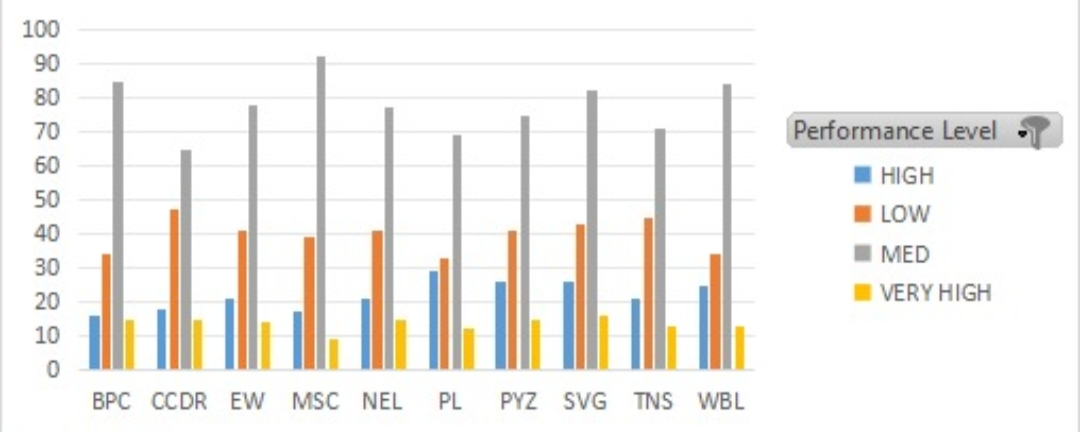 100
90
80
70
60
50
40
30
20
10
0
BPC CCDR EW MSC NEL PL PYZ SVG TNS WBL
Performance Level
HIGH
LOW
MED
VERY HIGH